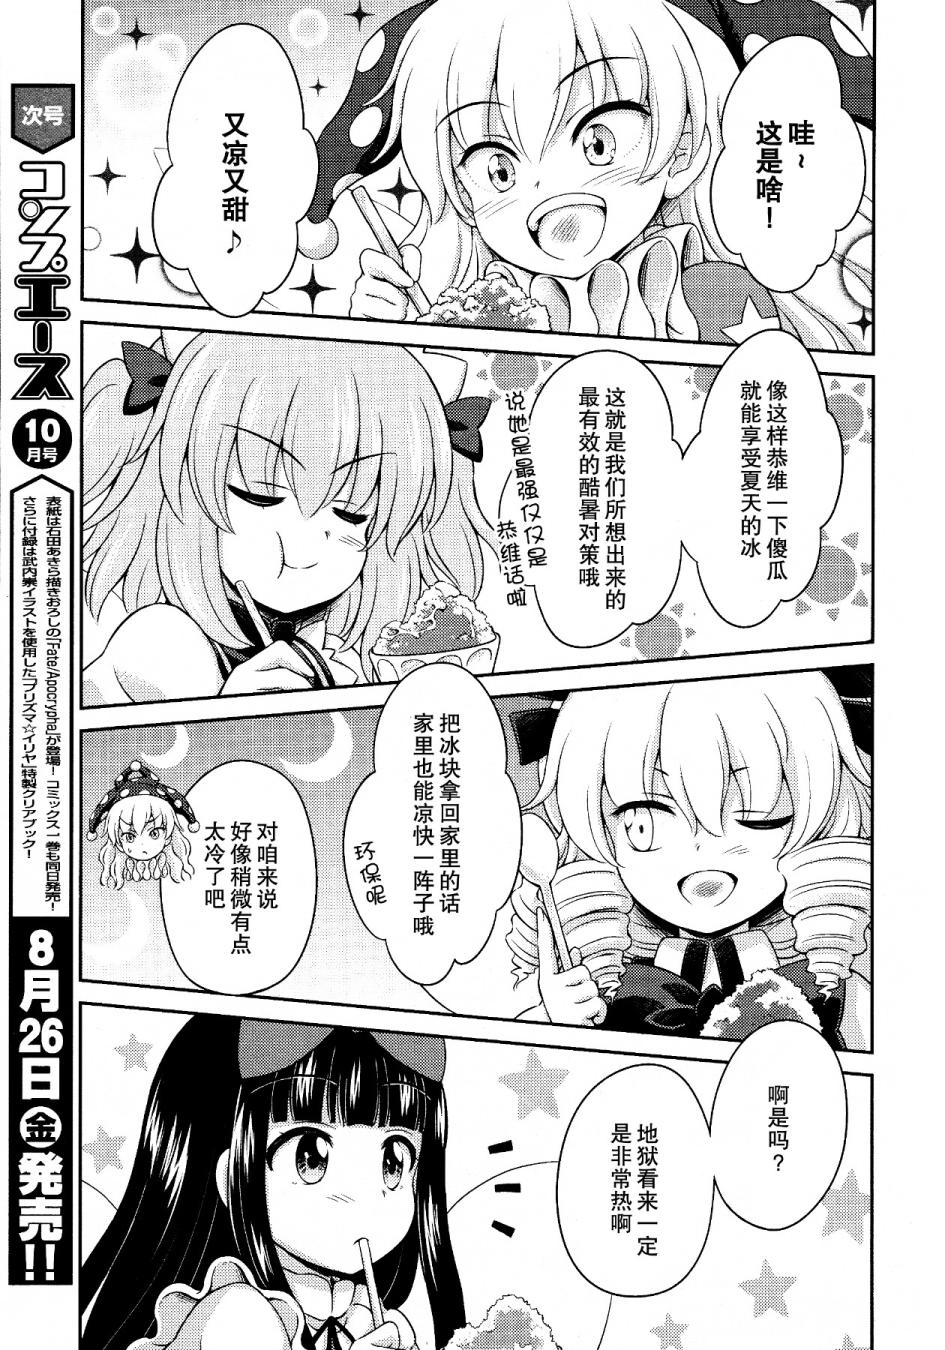 哇~
这是啥!
又凉又甜♪
像这样恭维一下傻瓜
就能享受夏天的冰
这就是我们所想出来的
最有效的酷暑对策哦
说她是最强仅仅是
恭维话啦
把冰块拿回家里的话
家里也能凉快一阵子哦
环保呢
对咱来说
好像稍微有点
太冷了吧
啊是吗?
地狱看来一定
是非常热啊
次号
コンプエース
10
月号
表紙は石田あきら描きおろしの「Fate/Apocrypha」が登場! コミックス1巻も同日発売!
さらに付録は武内崇イラストを使用した「プリズマ☆イリヤ」特製クリアブック!
8月26日㊎発売!!